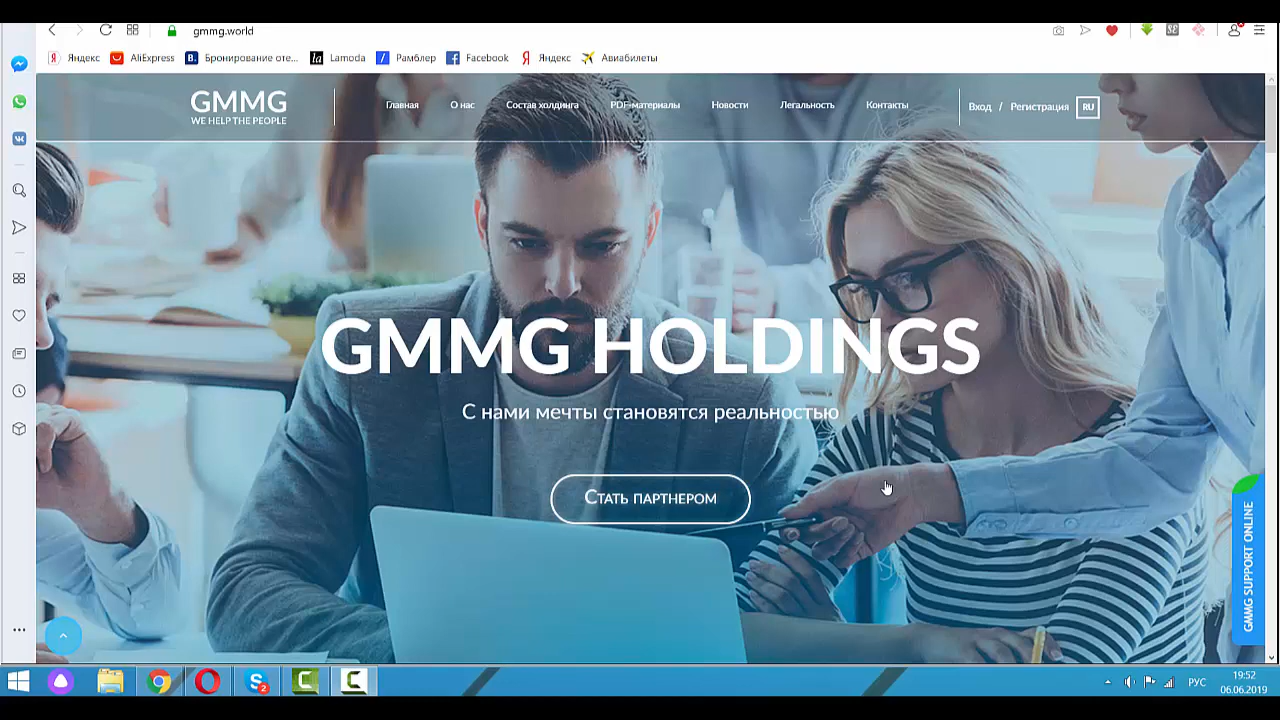 gmmg.world
Яндекс AliExpress Бронирование оте... Lamoda Рамблер Facebook Яндекс Авиабилеты
GMMG
WE HELP THE PEOPLE
Главная О нас Состав холдинга PDF-материалы Новости Легальность Контакты
Вход / Регистрация RU
GMMG HOLDINGS
С нами мечты становятся реальностью
Стать партнером
GMMG SUPPORT ONLINE
19:52
РУС
06.06.2019